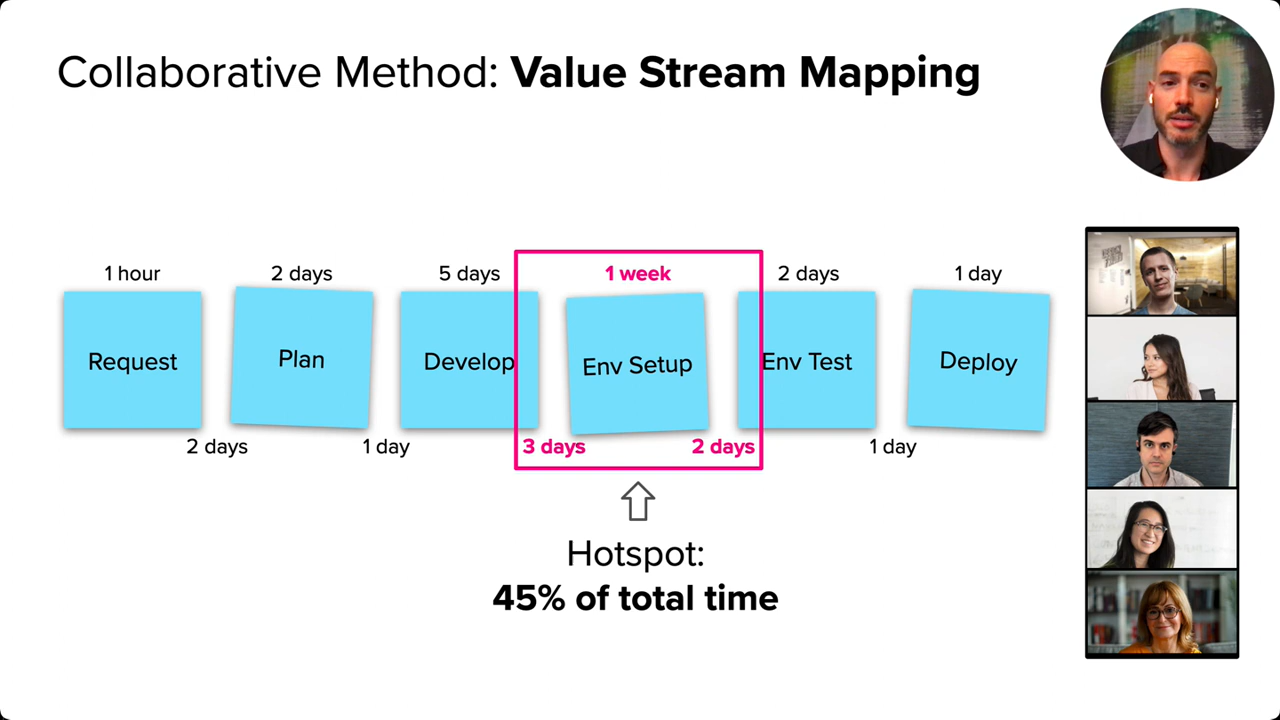 Collaborative Method: Value Stream Mapping
1 hour
2 days
5 days
1 week
2 days
1 day
Request
Plan
Develop
Env Setup
Env Test
Deploy
2 days
1 day
3 days
2 days
1 day
Hotspot:
45% of total time